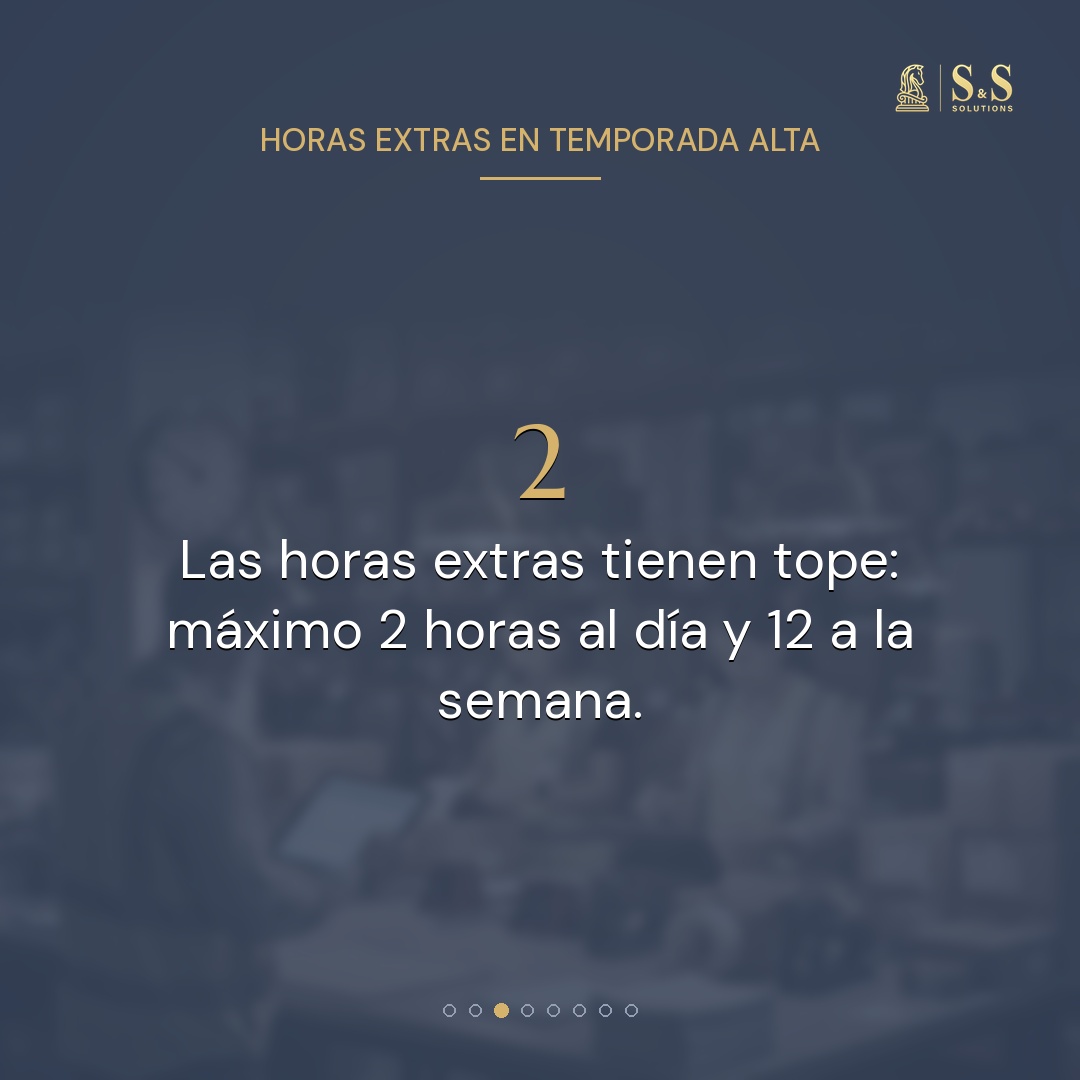 S&S
SOLUTIONS
HORAS EXTRAS EN TEMPORADA ALTA
2
Las horas extras tienen tope:
máximo 2 horas al día y 12 a la
semana.